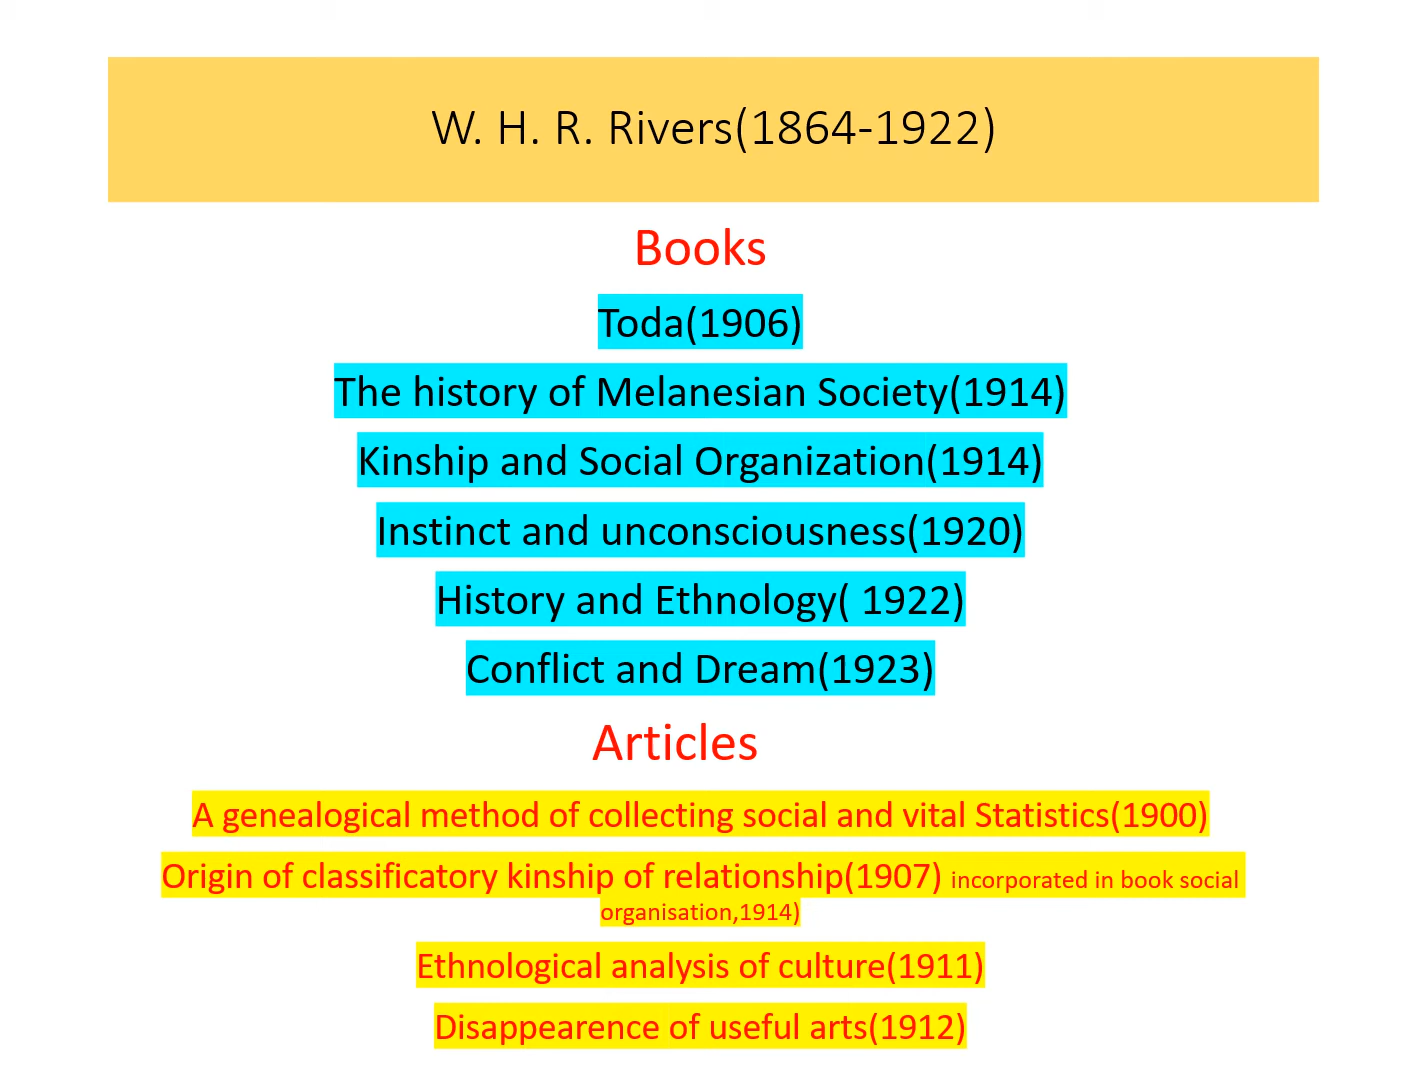 W. H. R. Rivers(1864-1922)
Books
Toda(1906)
The history of Melanesian Society(1914)
Kinship and Social Organization(1914)
Instinct and unconsciousness(1920)
History and Ethnology( 1922)
Conflict and Dream(1923)
Articles
A genealogical method of collecting social and vital Statistics(1900)
Origin of classificatory kinship of relationship(1907) incorporated in book social
organisation,1914)
Ethnological analysis of culture(1911)
Disappearence of useful arts(1912)